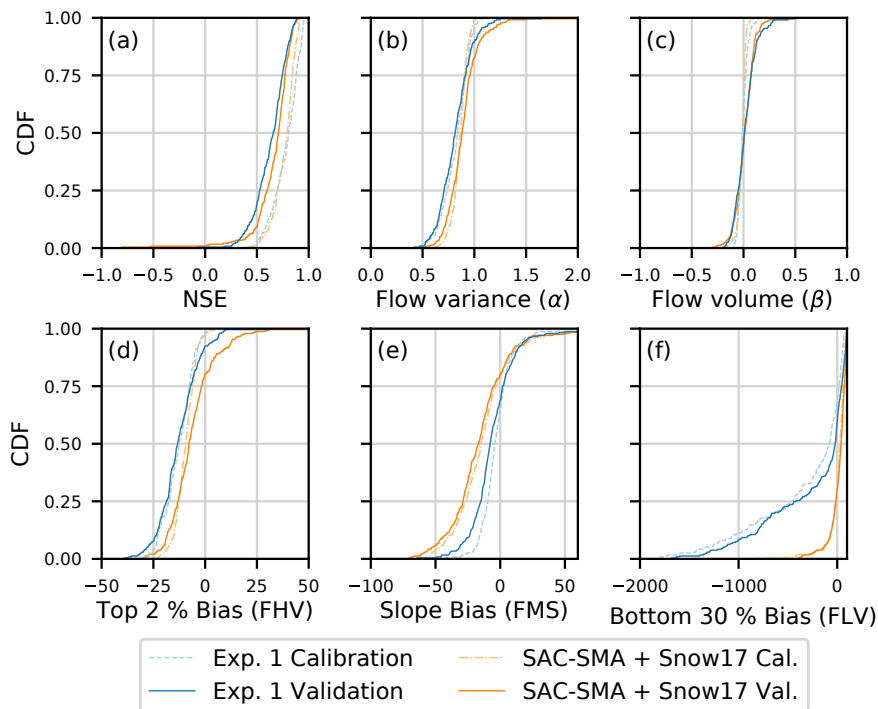 (a) (b) (c)
CDF
1.00
0.75
0.50
0.25
0.00
−1.0 −0.5 0.0 0.5 1.0
NSE
0.0 0.5 1.0 1.5 2.0
Flow variance (α)
−1.0 −0.5 0.0 0.5 1.0
Flow volume (β)
(d) (e) (f)
CDF
1.00
0.75
0.50
0.25
0.00
−50 −25 0 25 50
Top 2 % Bias (FHV)
−100 −50 0 50
Slope Bias (FMS)
−2000 −1000 0
Bottom 30 % Bias (FLV)
Exp. 1 Calibration
Exp. 1 Validation
SAC-SMA + Snow17 Cal.
SAC-SMA + Snow17 Val.